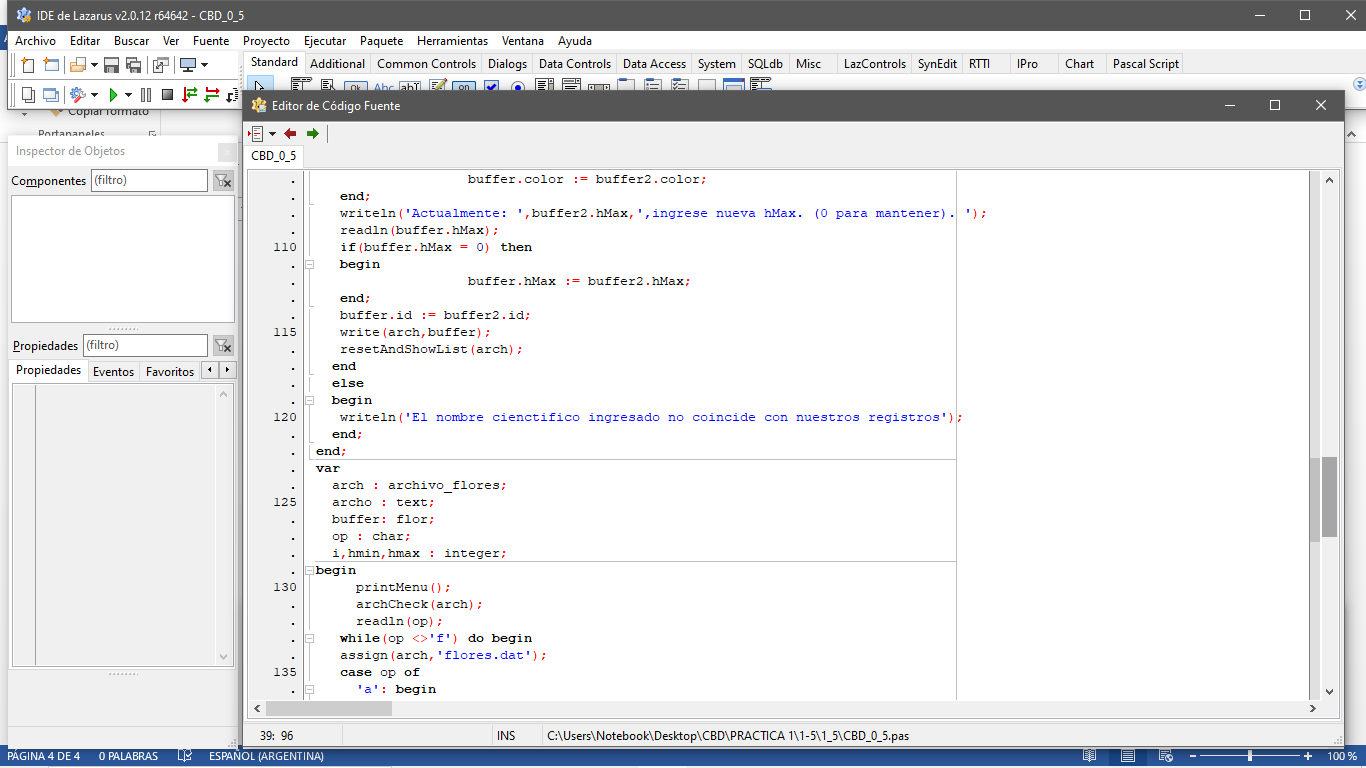 IDE de Lazarus v2.0.12 r64642 - CBD_0_5
Archivo Editar Buscar Ver Fuente Proyecto Ejecutar Paquete Herramientas Ventana Ayuda
Standard Additional Common Controls Dialogs Data Controls Data Access System SQLdb Misc LazControls SynEdit RTTI IPro Chart Pascal Script
Copiar formato
Portapapeles
Editor de Código Fuente
Inspector de Objetos
Componentes (filtro)
Propiedades (filtro)
Propiedades Eventos Favoritos
CBD_0_5
. buffer.color := buffer2.color;
. end;
. writeln('Actualmente: ',buffer2.hMax,',ingrese nueva hMax. (0 para mantener). ');
. readln(buffer.hMax);
110 if(buffer.hMax = 0) then
. begin
. buffer.hMax := buffer2.hMax;
. end;
. buffer.id := buffer2.id;
115 write(arch,buffer);
. resetAndShowList(arch);
. end
. else
. begin
120 writeln('El nombre cienctifico ingresado no coincide con nuestros registros');
. end;
. end;
. var
. arch : archivo_flores;
125 archo : text;
. buffer: flor;
. op : char;
. i,hmin,hmax : integer;
. begin
130 printMenu();
. archCheck(arch);
. readln(op);
. while(op <>'f') do begin
. assign(arch,'flores.dat');
135 case op of
. 'a': begin
39: 96 INS C:\Users\Notebook\Desktop\CBD\PRACTICA 1\1-5\1_5\CBD_0_5.pas
PÁGINA 4 DE 4 0 PALABRAS ESPAÑOL (ARGENTINA) 100 %